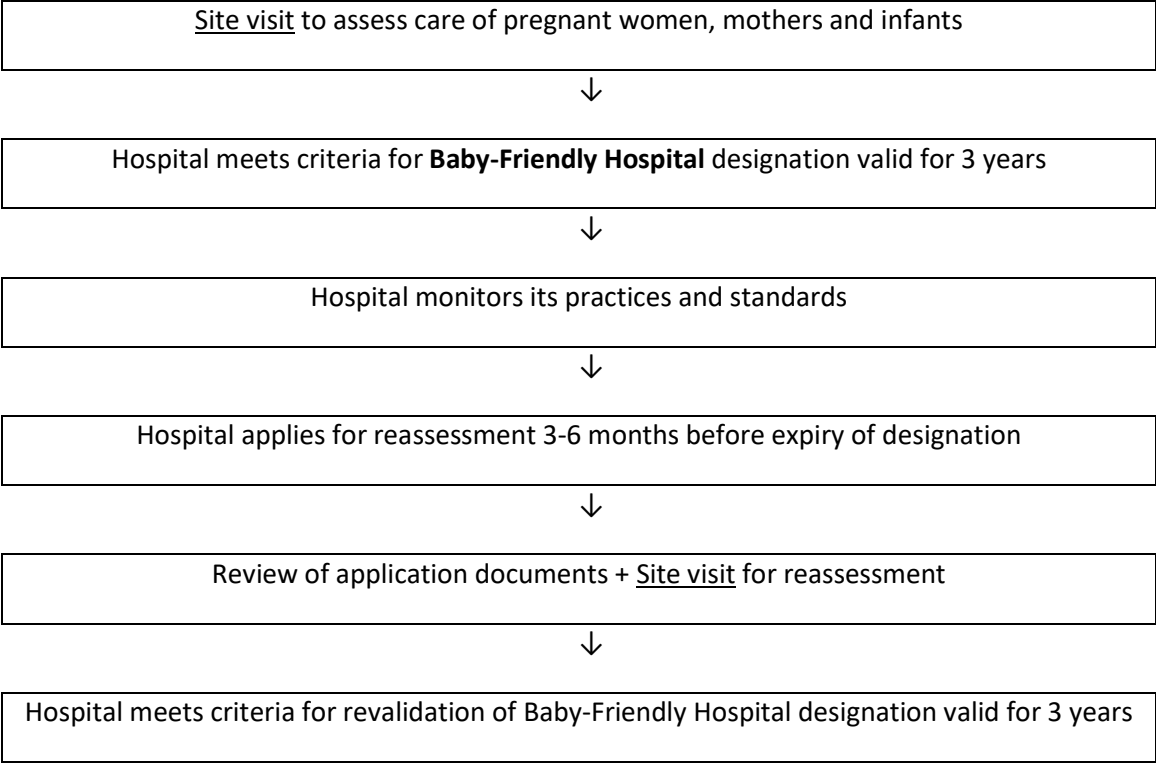 Site visit to assess care of pregnant women, mothers and infants
↓
Hospital meets criteria for Baby-Friendly Hospital designation valid for 3 years
↓
Hospital monitors its practices and standards
↓
Hospital applies for reassessment 3-6 months before expiry of designation
↓
Review of application documents + Site visit for reassessment
↓
Hospital meets criteria for revalidation of Baby-Friendly Hospital designation valid for 3 years